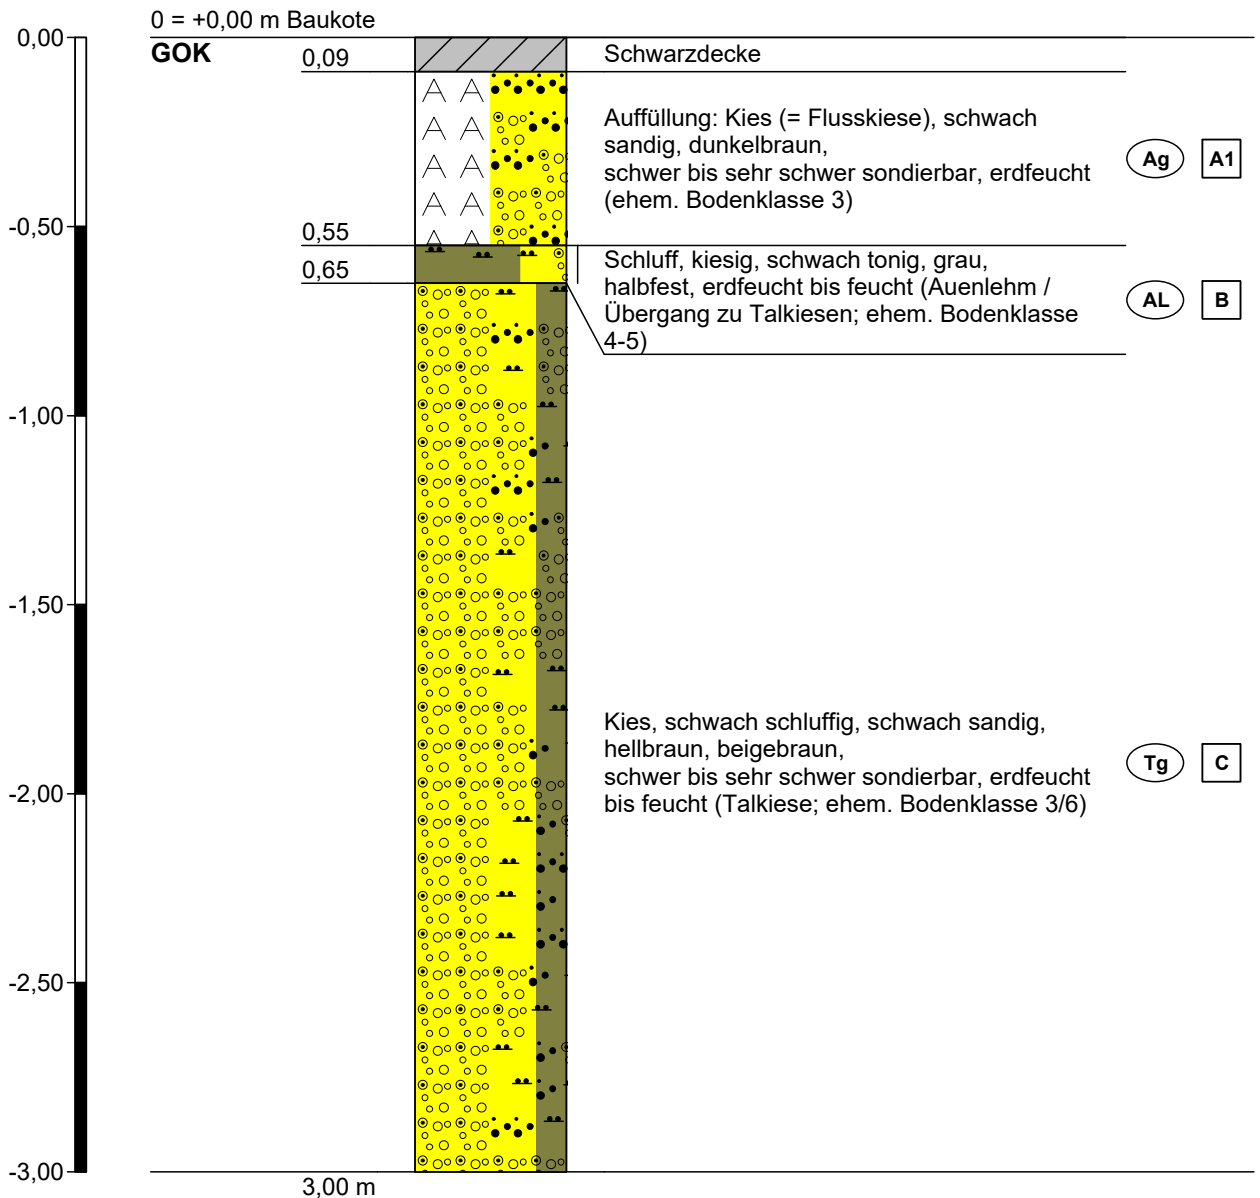 0 = +0,00 m Baukote
0,00
GOK
0,09
Schwarzdecke
Auffüllung: Kies (= Flusskiese), schwach
sandig, dunkelbraun,
schwer bis sehr schwer sondierbar, erdfeucht
(ehem. Bodenklasse 3)
Ag
A1
-0,50
0,55
0,65
Schluff, kiesig, schwach tonig, grau,
halbfest, erdfeucht bis feucht (Auenlehm /
Übergang zu Talkiesen; ehem. Bodenklasse
4-5)
AL
B
-1,00
-1,50
Kies, schwach schluffig, schwach sandig,
hellbraun, beigebraun,
schwer bis sehr schwer sondierbar, erdfeucht
bis feucht (Talkiese; ehem. Bodenklasse 3/6)
Tg
C
-2,00
-2,50
-3,00
3,00 m